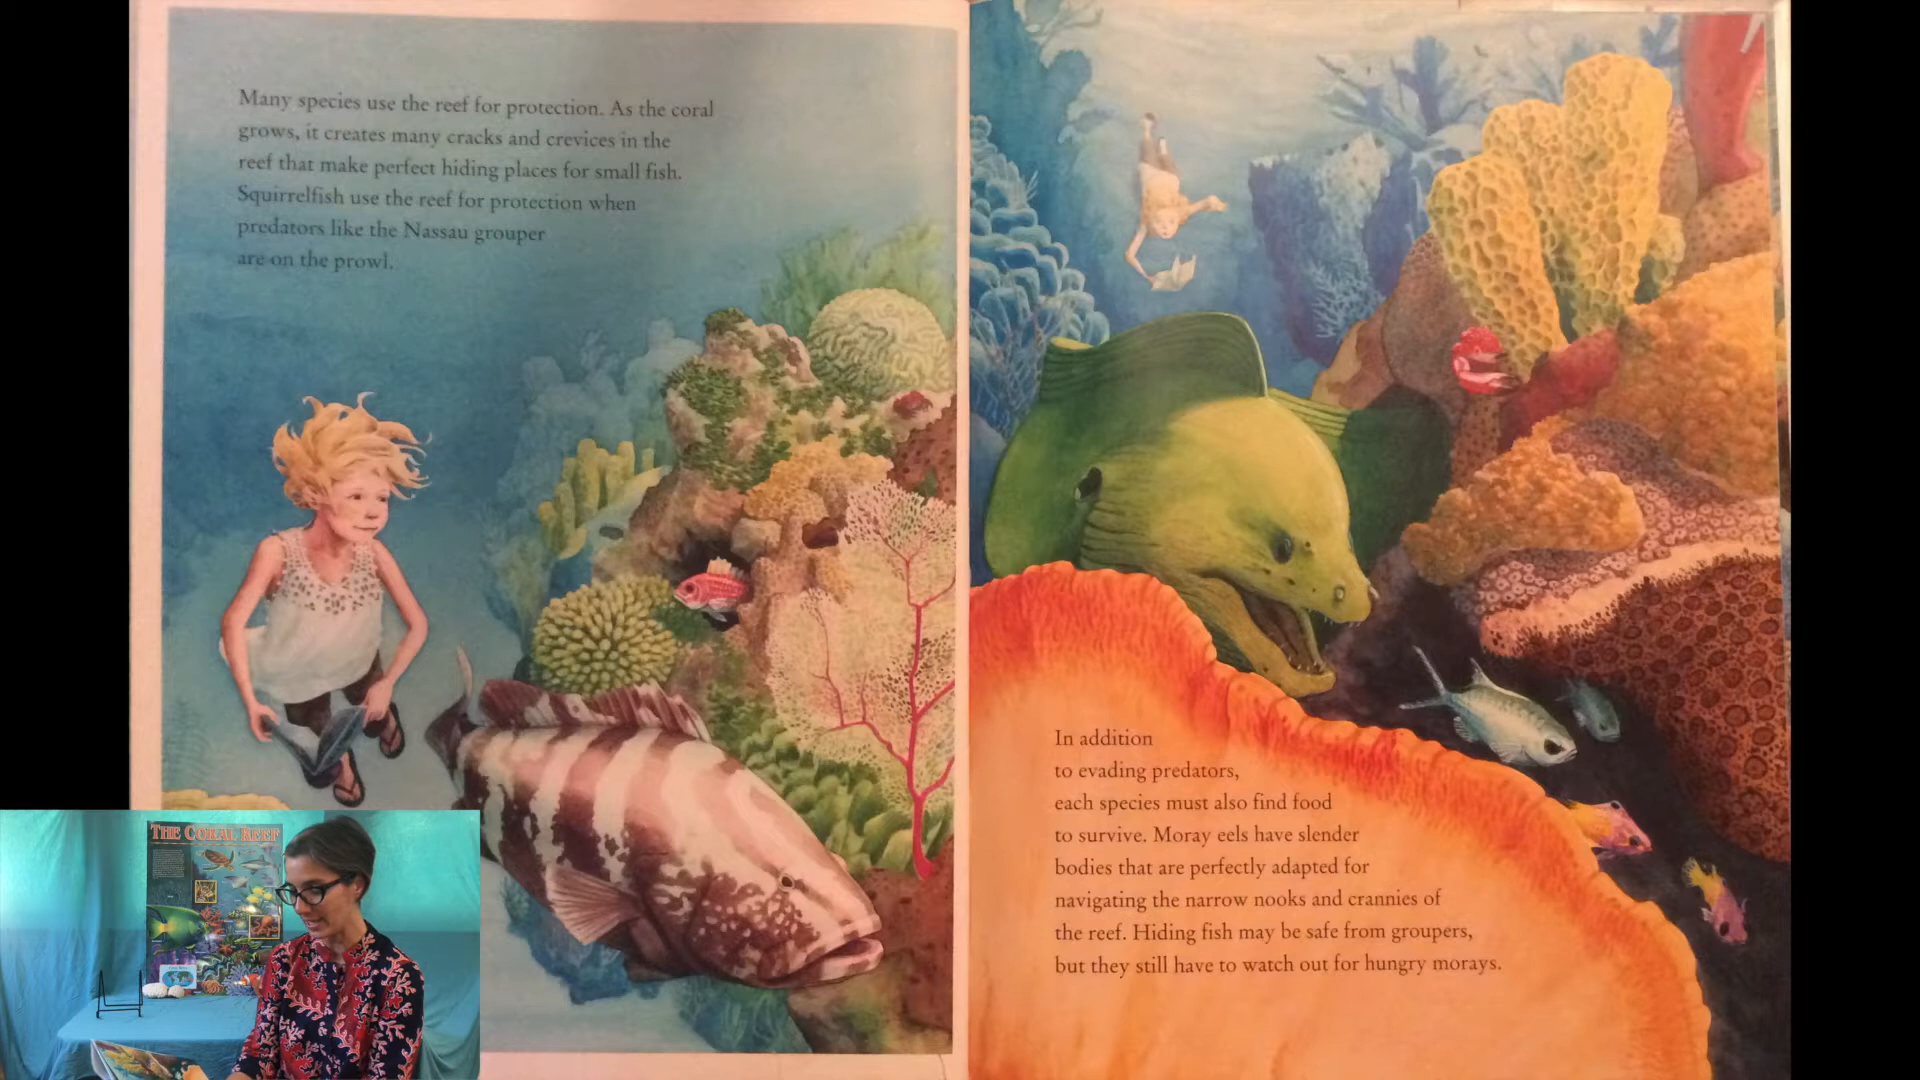 Many species use the reef for protection. As the coral
grows, it creates many cracks and crevices in the
reef that make perfect hiding places for small fish.
Squirrelfish use the reef for protection when
predators like the Nassau grouper
are on the prowl.
In addition
to evading predators,
each species must also find food
to survive. Moray eels have slender
bodies that are perfectly adapted for
navigating the narrow nooks and crannies of
the reef. Hiding fish may be safe from groupers,
but they still have to watch out for hungry morays.
THE CORAL REEF